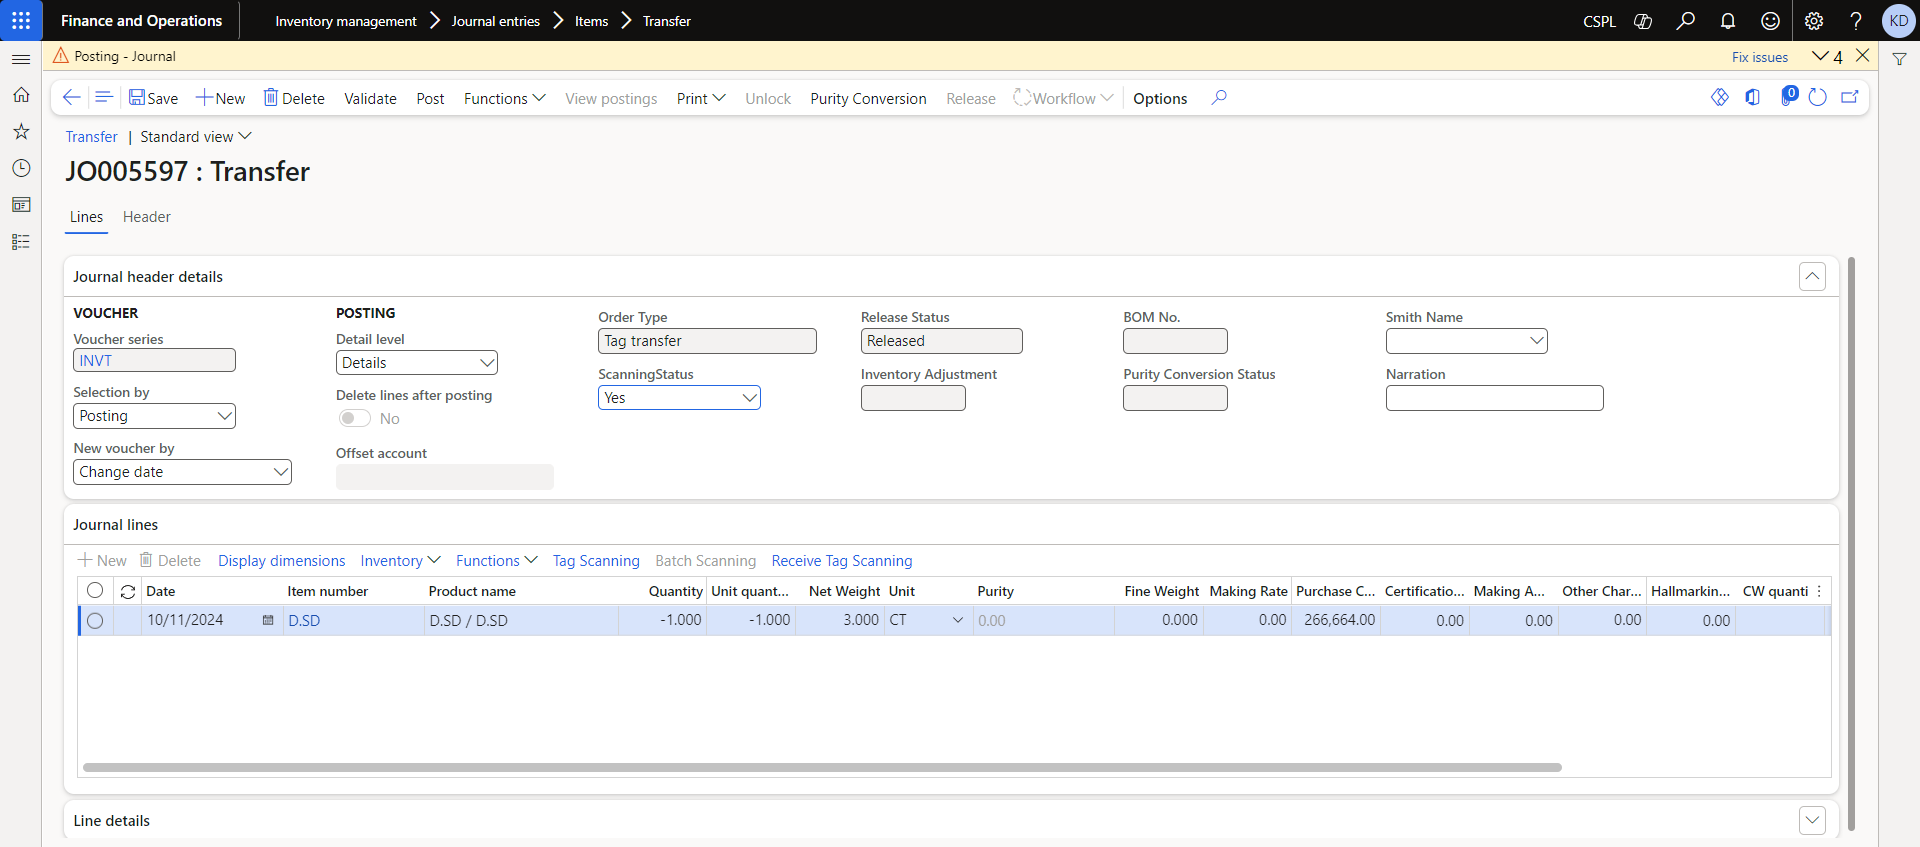 Finance and Operations
Inventory management Journal entries Items Transfer
CSPL
KD
Posting - Journal
Fix issues
4
Save New Delete Validate Post Functions View postings Print Unlock Purity Conversion Release Workflow Options
0
Transfer | Standard view
JO005597 : Transfer
Lines Header
Journal header details
VOUCHER
Voucher series
INVT
Selection by
Posting
New voucher by
Change date
POSTING
Detail level
Details
Delete lines after posting
No
Offset account
Order Type
Tag transfer
ScanningStatus
Yes
Release Status
Released
Inventory Adjustment
BOM No.
Purity Conversion Status
Smith Name
Narration
Journal lines
New Delete Display dimensions Inventory Functions Tag Scanning Batch Scanning Receive Tag Scanning
Date Item number Product name Quantity Unit quant... Net Weight Unit Purity Fine Weight Making Rate Purchase C... Certificatio... Making A... Other Char... Hallmarkin... CW quanti
10/11/2024 D.SD D.SD / D.SD -1.000 -1.000 3.000 CT 0.00 0.000 0.00 266,664.00 0.00 0.00 0.00 0.00
Line details